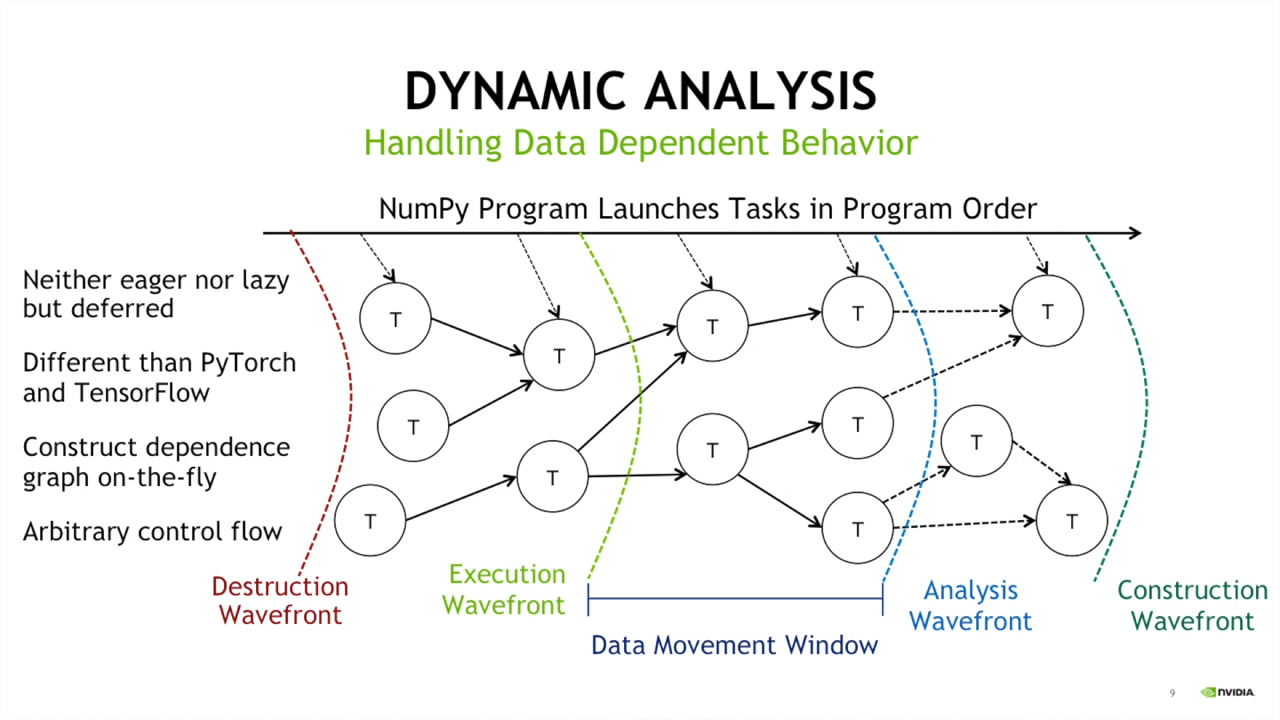 DYNAMIC ANALYSIS
Handling Data Dependent Behavior
NumPy Program Launches Tasks in Program Order
Neither eager nor lazy
but deferred
Different than PyTorch
and TensorFlow
Construct dependence
graph on-the-fly
Arbitrary control flow
T
T
T
T
T
T
T
T
T
T
T
T
T
Destruction
Wavefront
Execution
Wavefront
Data Movement Window
Analysis
Wavefront
Construction
Wavefront
9
NVIDIA